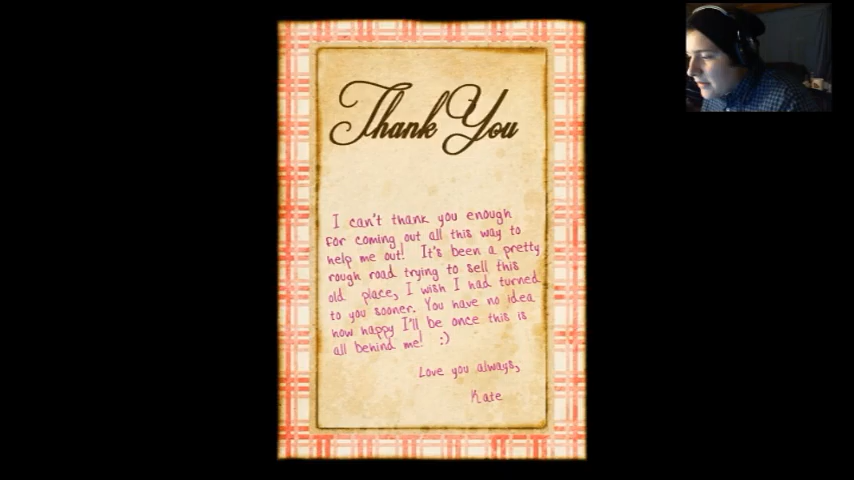 Thank You
I can't thank you enough
for coming out all this way to
help me out! It's been a pretty
rough road trying to sell this
old place, I wish I had turned
to you sooner. You have no idea
how happy I'll be once this is
all behind me! :)
Love you always,
Kate